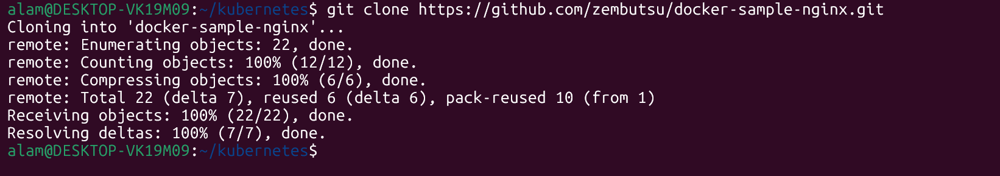 alam@DESKTOP-VK19M09:~/kubernetes$ git clone https://github.com/zembutsu/docker-sample-nginx.git
Cloning into 'docker-sample-nginx'...
remote: Enumerating objects: 22, done.
remote: Counting objects: 100% (12/12), done.
remote: Compressing objects: 100% (6/6), done.
remote: Total 22 (delta 7), reused 6 (delta 6), pack-reused 10 (from 1)
Receiving objects: 100% (22/22), done.
Resolving deltas: 100% (7/7), done.
alam@DESKTOP-VK19M09:~/kubernetes$